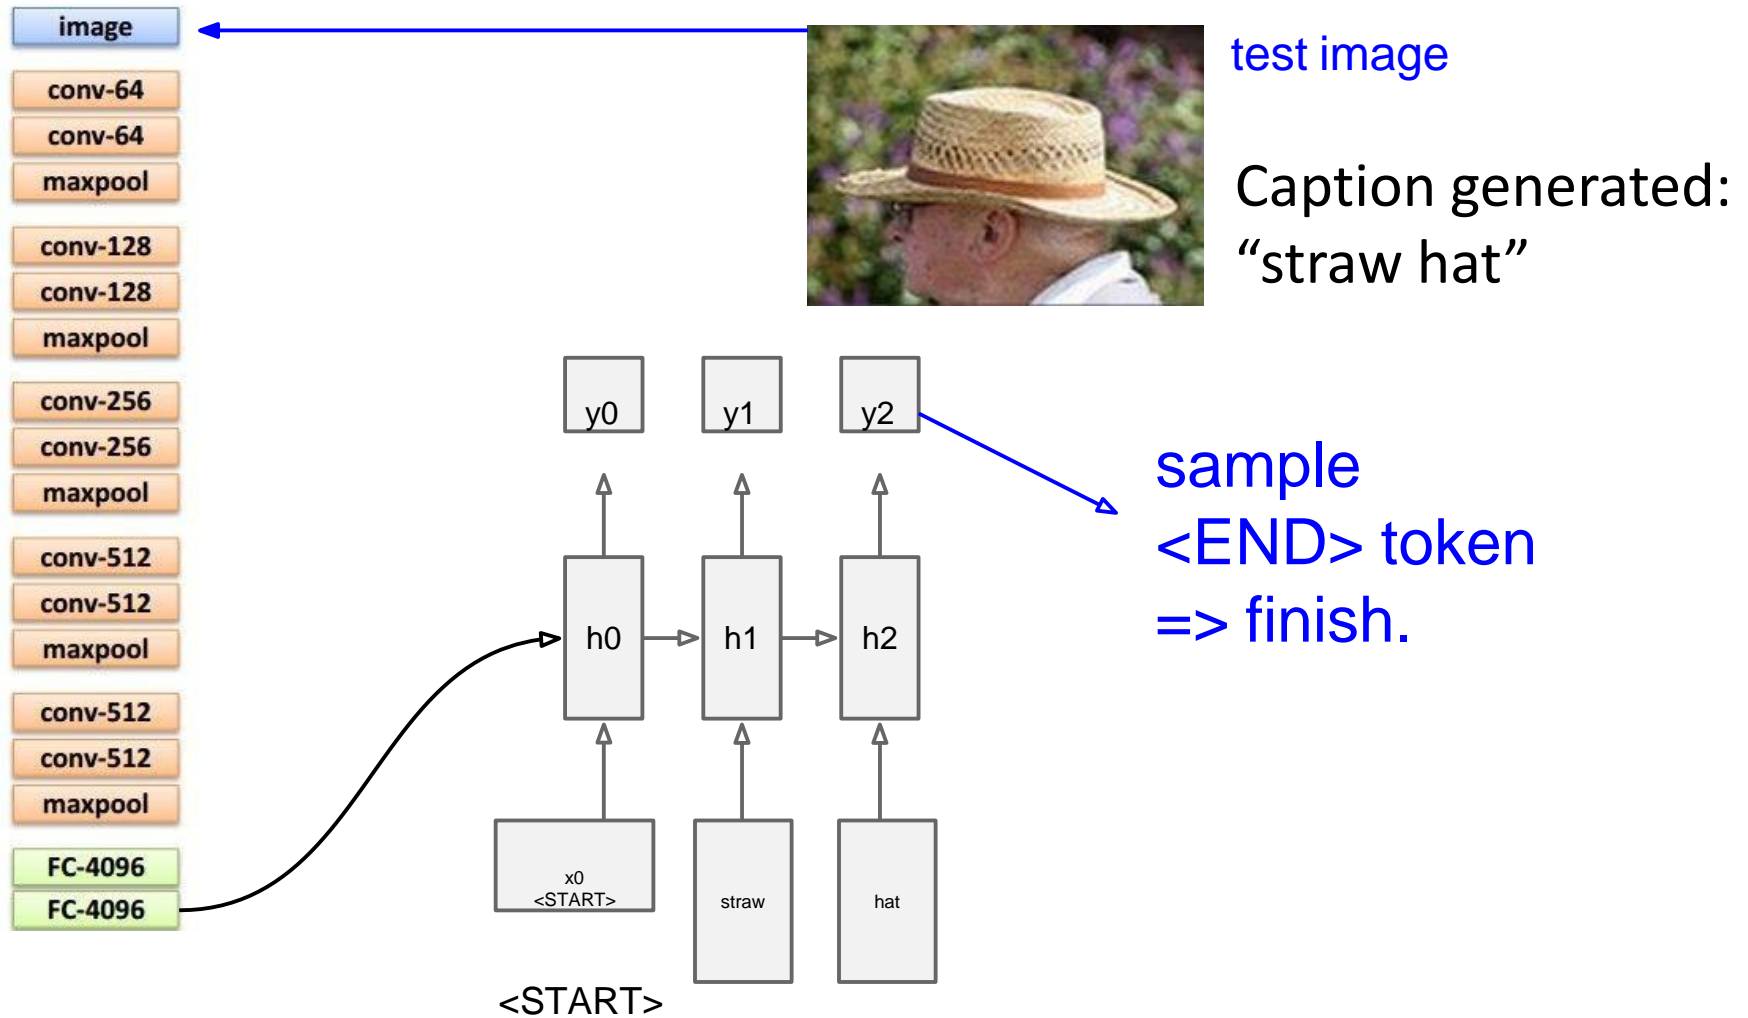 image
conv-64
conv-64
maxpool
conv-128
conv-128
maxpool
conv-256
conv-256
maxpool
conv-512
conv-512
maxpool
conv-512
conv-512
maxpool
FC-4096
FC-4096
test image
Caption generated:
“straw hat”
y0 y1 y2
sample
<END> token
=> finish.
h0 h1 h2
x0
<START>
straw
hat
<START>